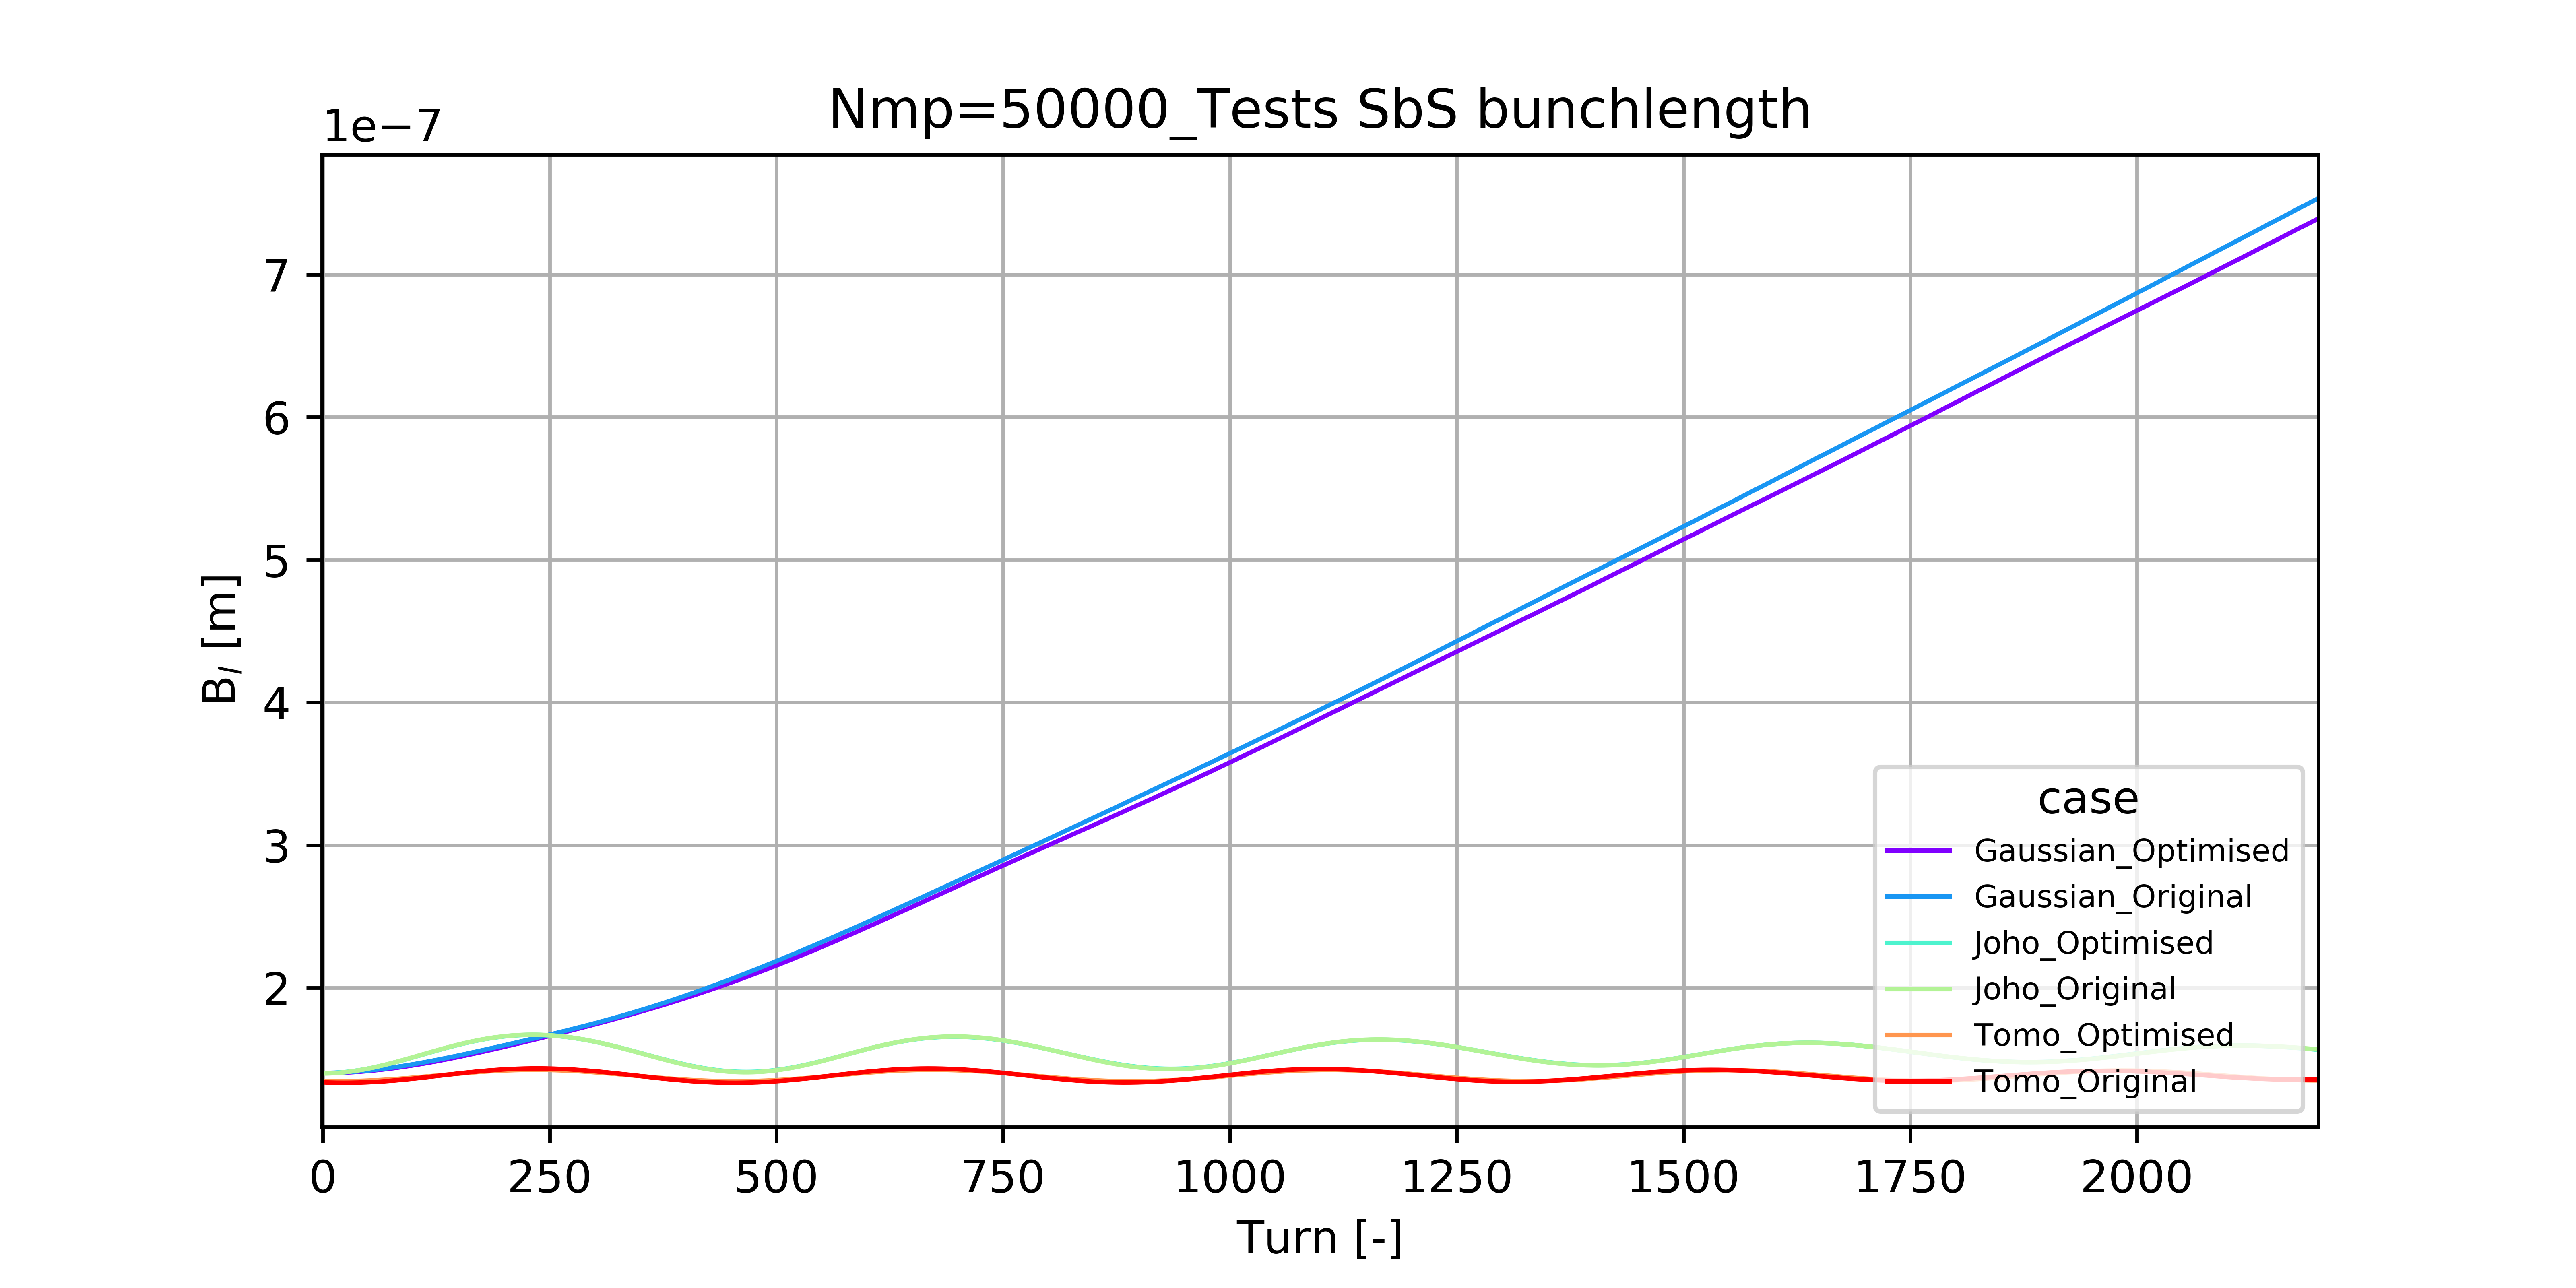 Nmp=50000_Tests SbS bunchlength
1e−7
B_l [m]
7
6
5
4
3
2
case
Gaussian_Optimised
Gaussian_Original
Joho_Optimised
Joho_Original
Tomo_Optimised
Tomo_Original
0 250 500 750 1000 1250 1500 1750 2000
Turn [-]